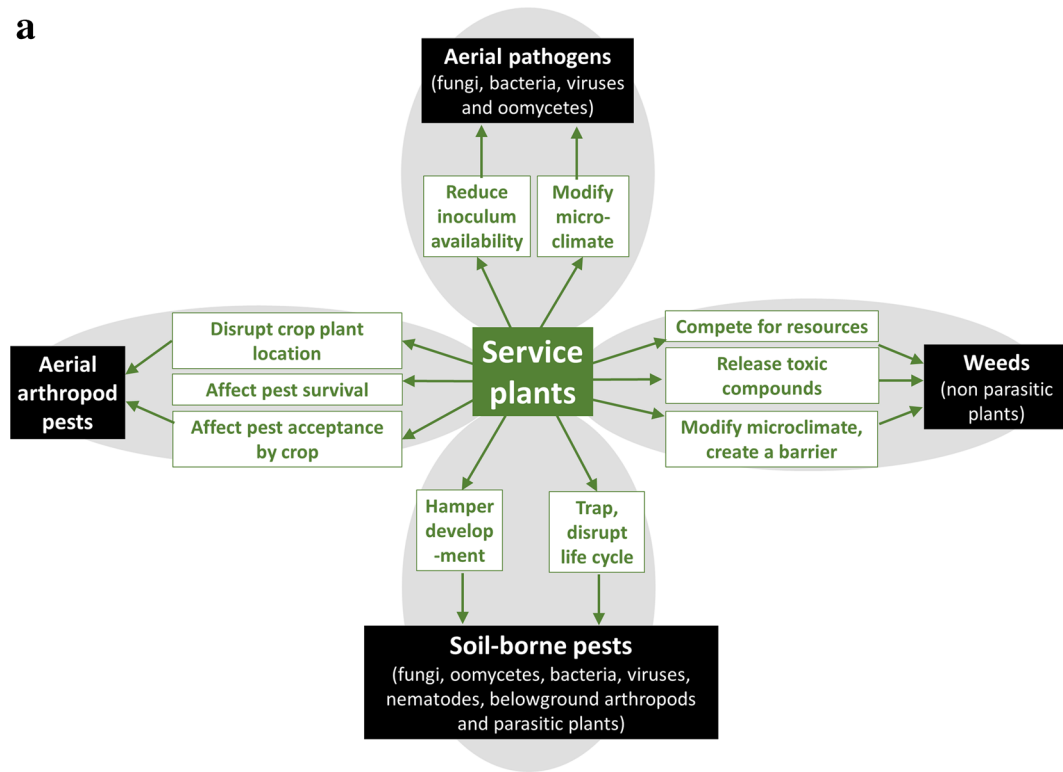 a
Aerial pathogens
(fungi, bacteria, viruses
and oomycetes)
Reduce
inoculum
availability
Modify
micro-
climate
Disrupt crop plant
location
Affect pest survival
Affect pest acceptance
by crop
Aerial
arthropod
pests
Service
plants
Compete for resources
Release toxic
compounds
Modify microclimate,
create a barrier
Weeds
(non parasitic
plants)
Hamper
develop
-ment
Trap,
disrupt
life cycle
Soil-borne pests
(fungi, oomycetes, bacteria, viruses,
nematodes, belowground arthropods
and parasitic plants)